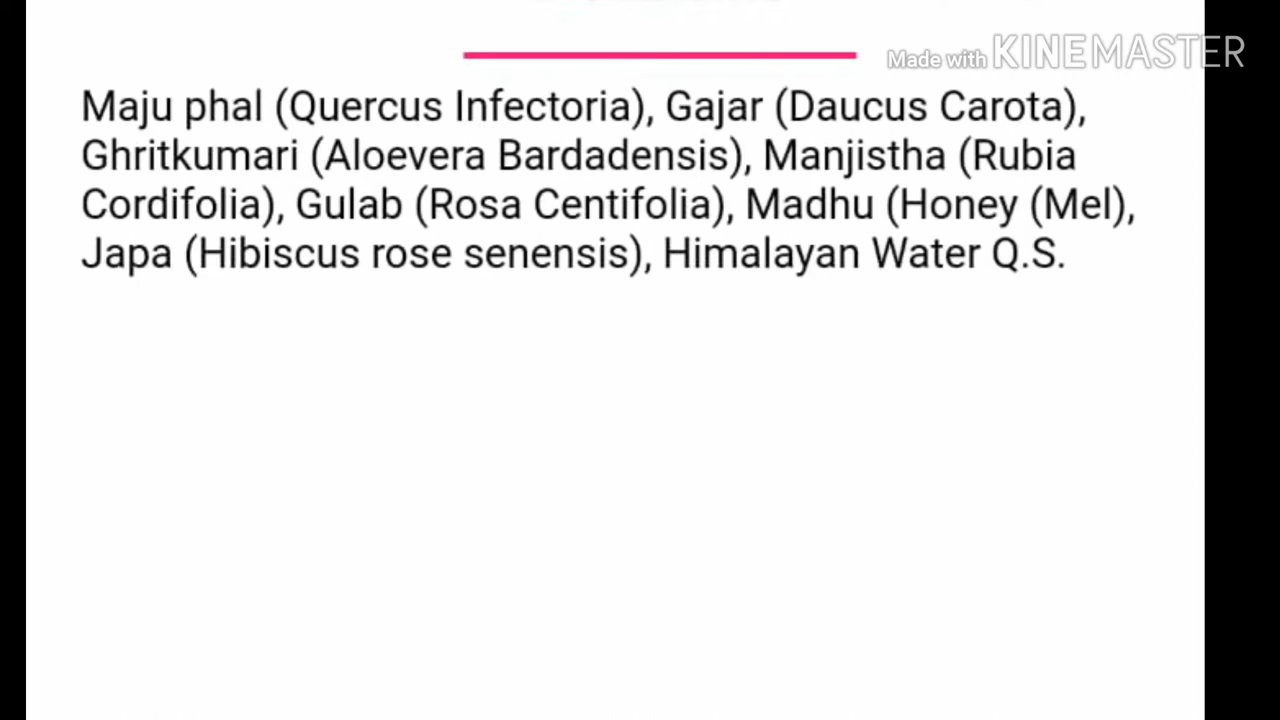 Made with KINEMASTER
Maju phal (Quercus Infectoria), Gajar (Daucus Carota),
Ghritkumari (Aloevera Bardadensis), Manjistha (Rubia
Cordifolia), Gulab (Rosa Centifolia), Madhu (Honey (Mel),
Japa (Hibiscus rose senensis), Himalayan Water Q.S.